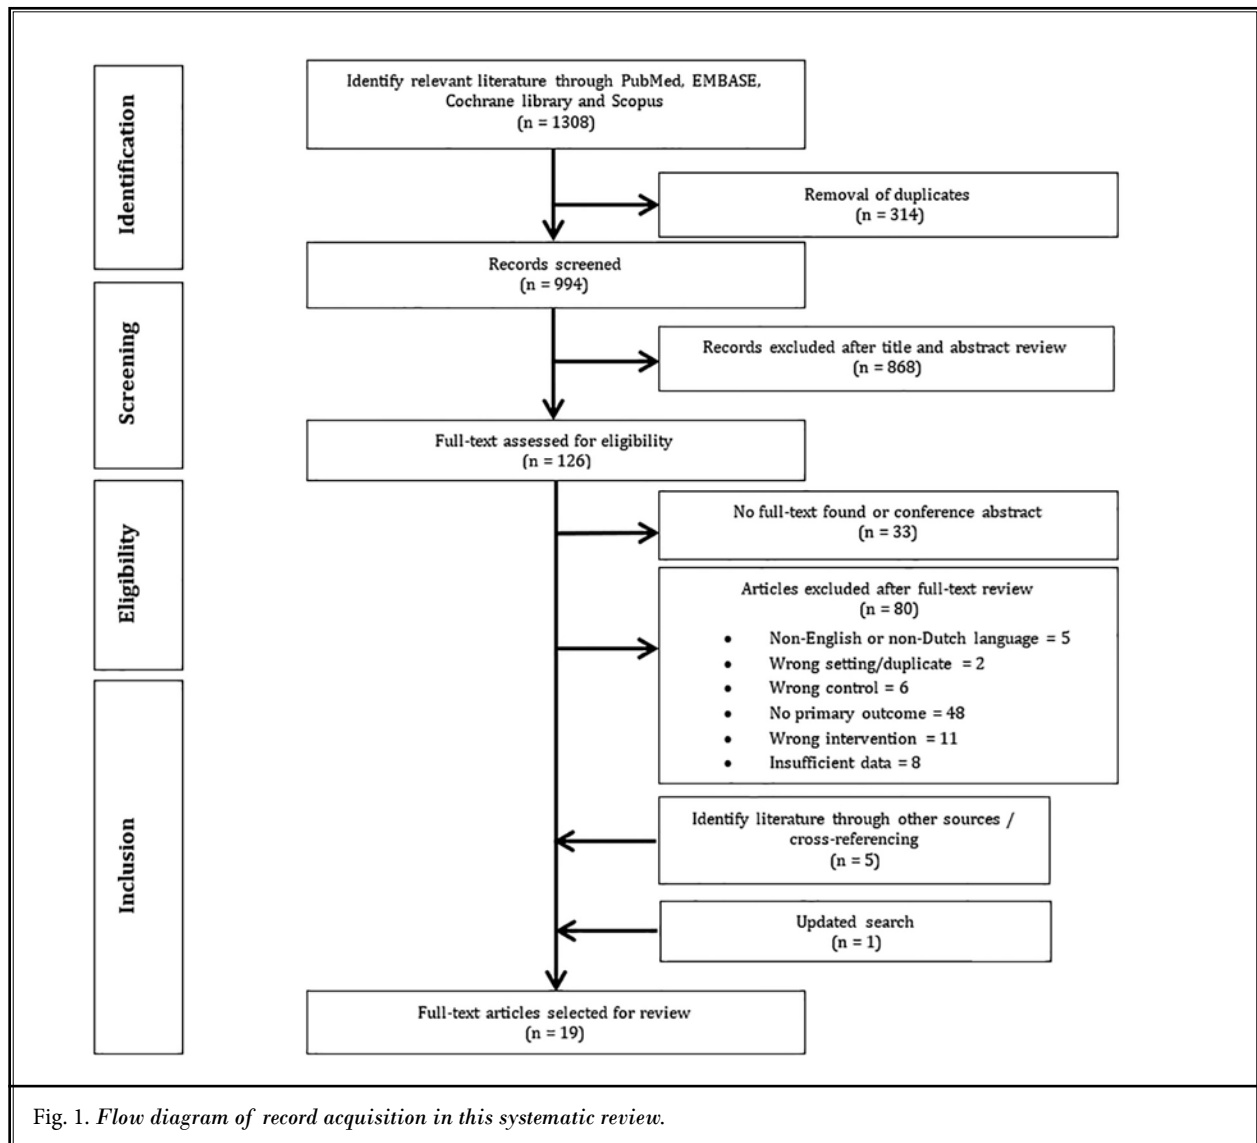 Identification
Identify relevant literature through PubMed, EMBASE,
Cochrane library and Scopus
(n = 1308)
Removal of duplicates
(n = 314)
Records screened
(n = 994)
Screening
Records excluded after title and abstract review
(n = 868)
Full-text assessed for eligibility
(n = 126)
Eligibility
No full-text found or conference abstract
(n = 33)
Articles excluded after full-text review
(n = 80)
• Non-English or non-Dutch language = 5
• Wrong setting/duplicate = 2
• Wrong control = 6
• No primary outcome = 48
• Wrong intervention = 11
• Insufficient data = 8
Inclusion
Identify literature through other sources /
cross-referencing
(n = 5)
Updated search
(n = 1)
Full-text articles selected for review
(n = 19)
Fig. 1. Flow diagram of record acquisition in this systematic review.